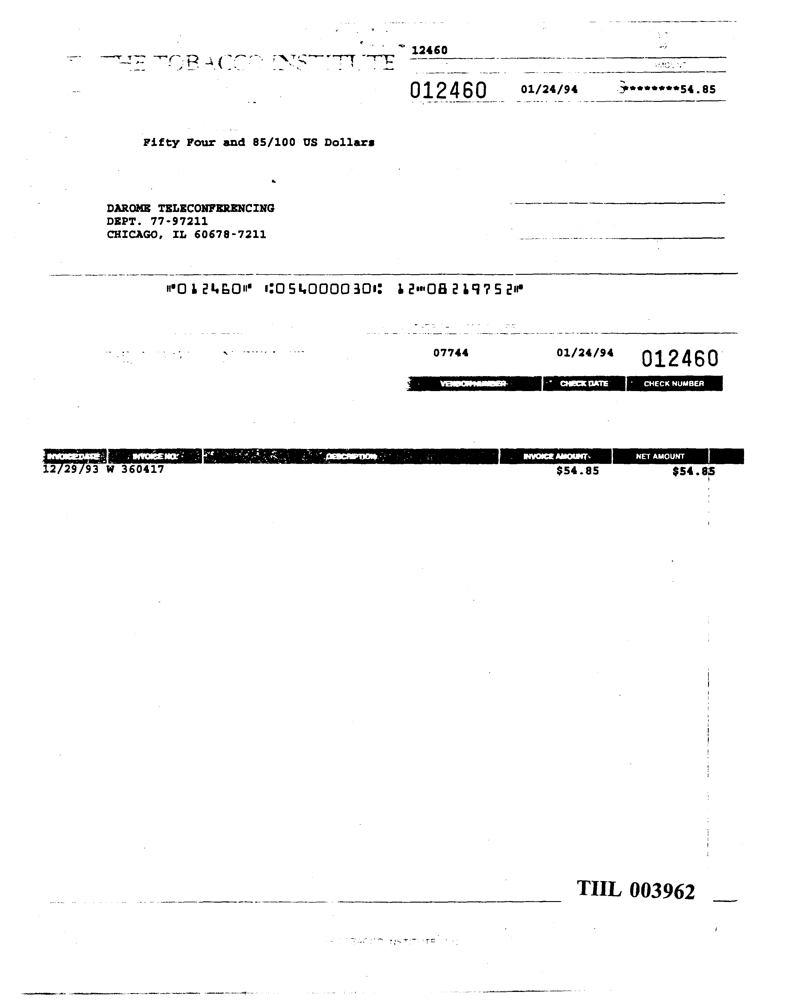 12460
THE TOBACCO INSTITUTE
AMOUNT
012460 01/24/94 ********54.85
Fifty Four and 85/100 US Dollars
DAROME TELECONFERENCING
DEPT. 77-97211
CHICAGO, IL 60678-7211
⑈012460⑈ ⑆054000030⑆ 12⑉08219752⑈
07744 01/24/94 012460
VENDOR NUMBER CHECK DATE CHECK NUMBER
INVOICE DATE INVOICE NO. DESCRIPTION INVOICE AMOUNT NET AMOUNT
12/29/93 W 360417 $54.85 $54.85
TIIL 003962
INSTITUTE